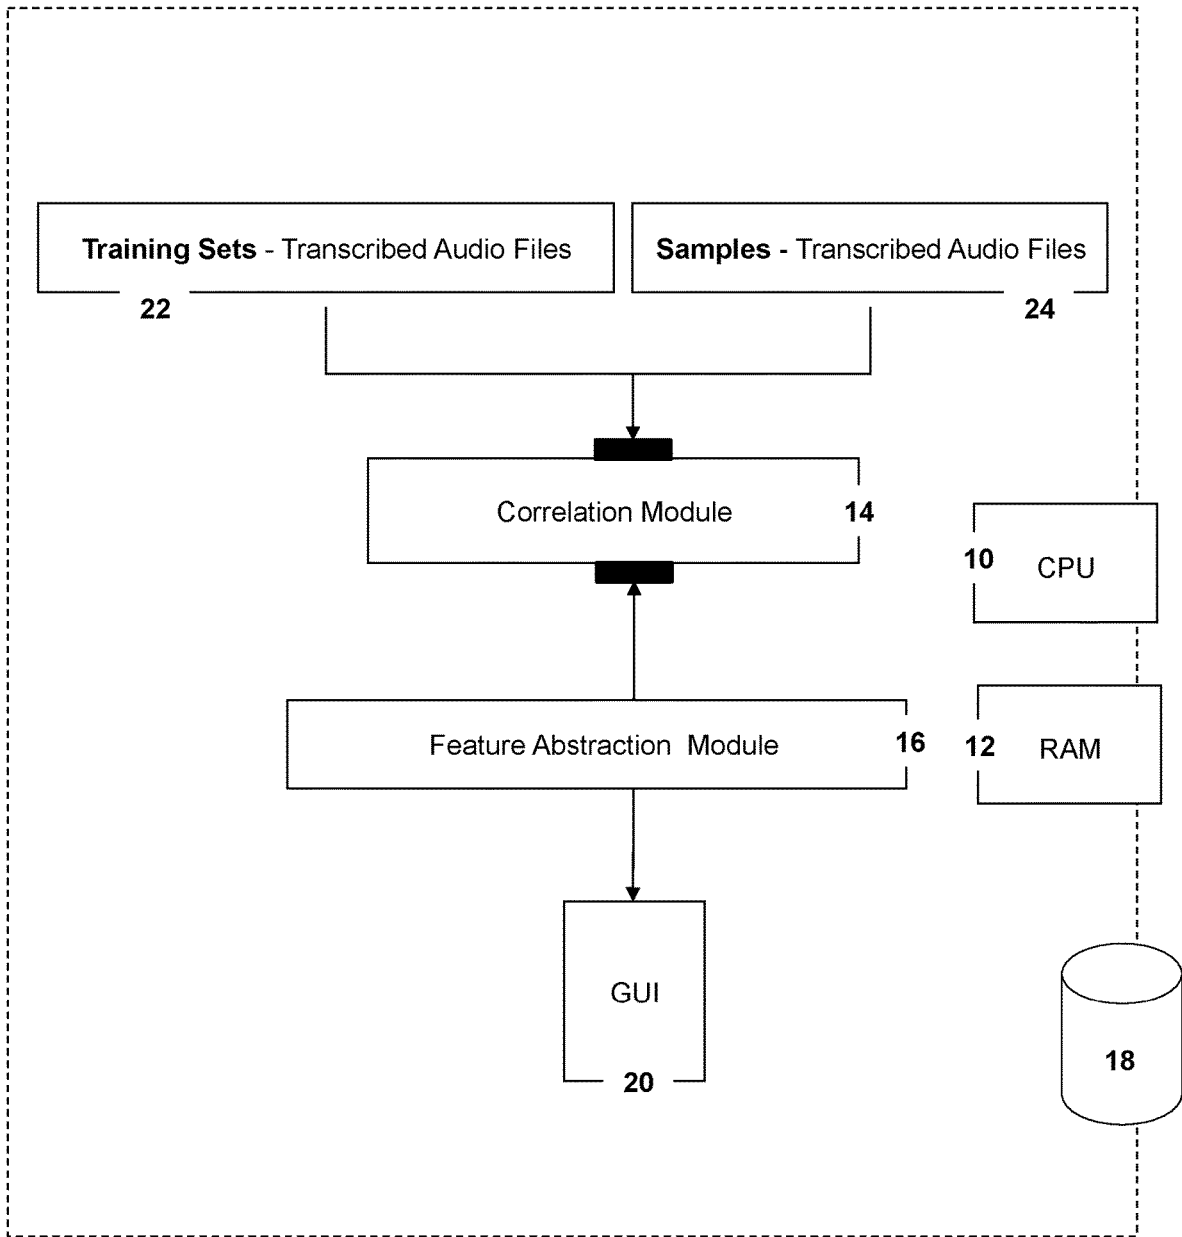 Training Sets - Transcribed Audio Files
22
Samples - Transcribed Audio Files
24
Correlation Module
14
10
CPU
Feature Abstraction Module
16
12
RAM
GUI
20
18